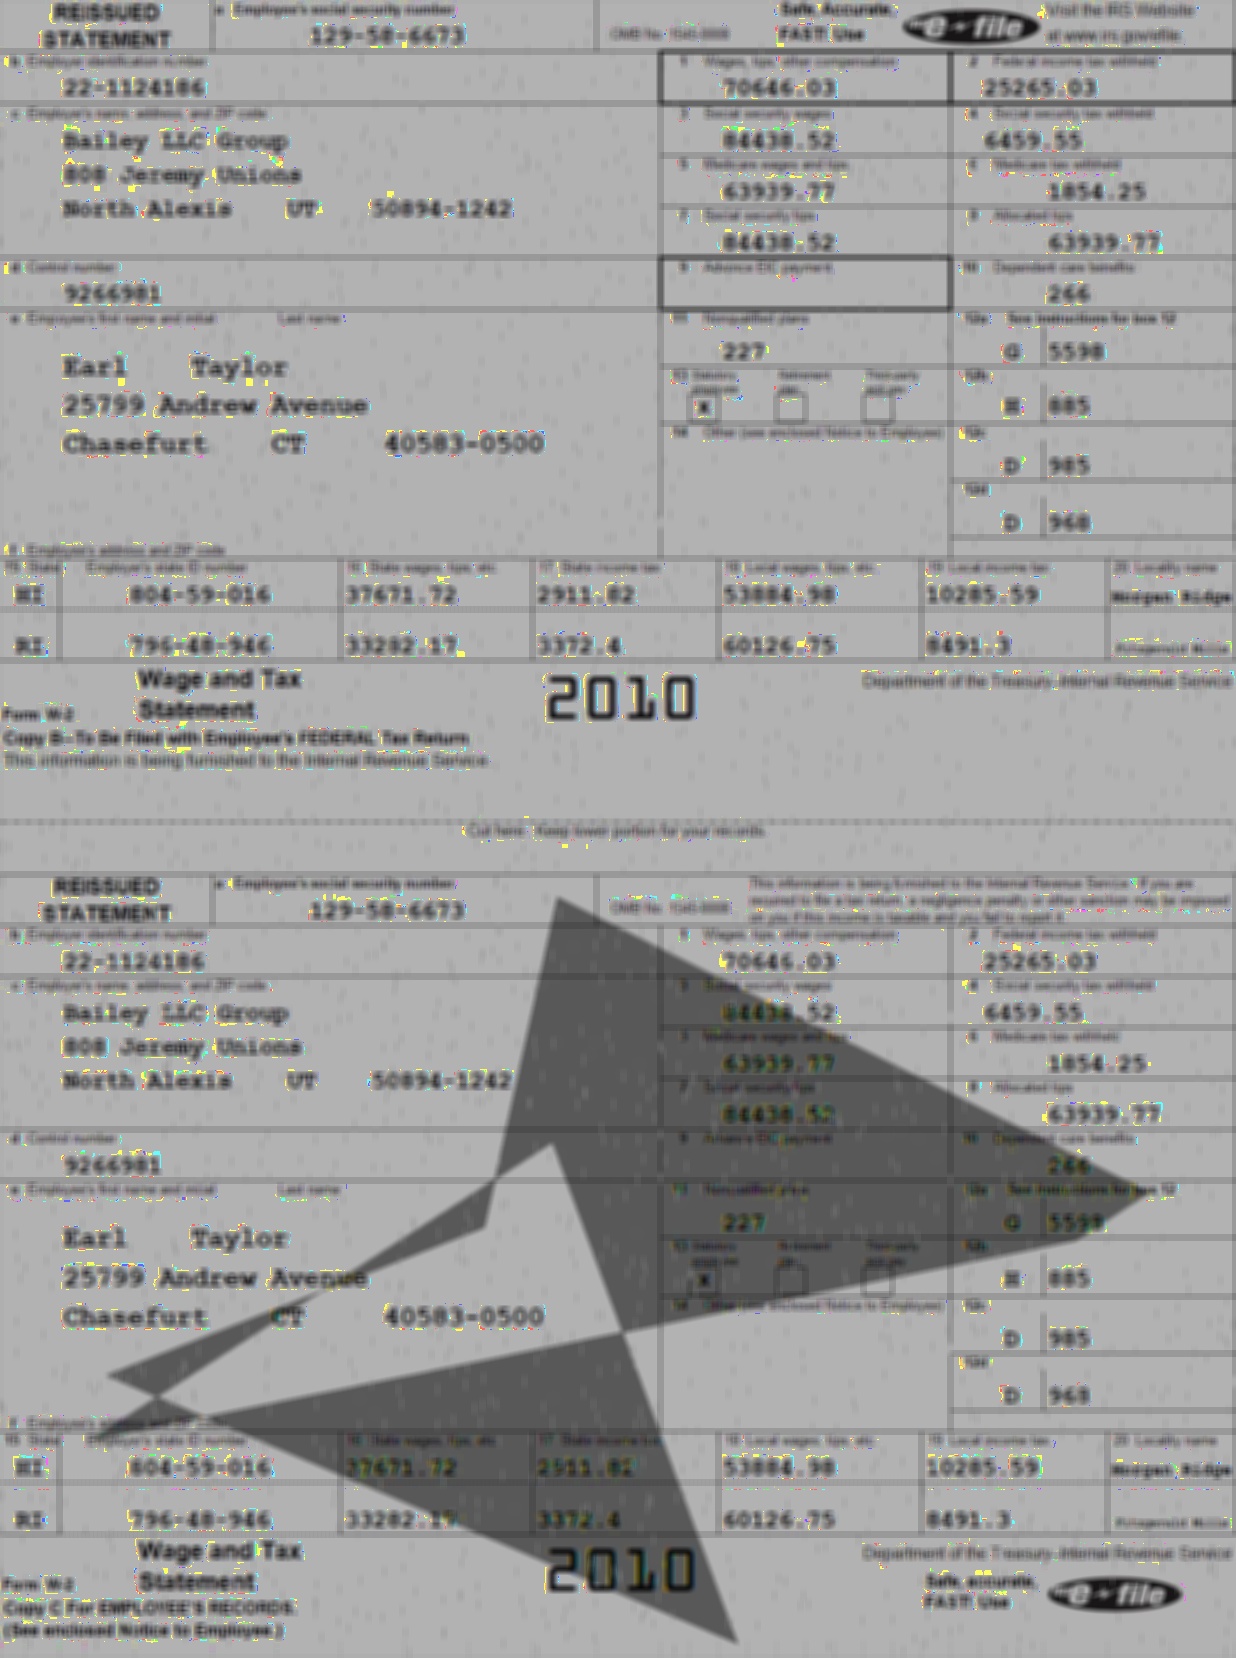 REISSUED STATEMENT
a Employee's social security number
129-58-6673
OMB No. 1545-0008
Safe, Accurate, FAST! Use
IRS e-file
Visit the IRS Website at www.irs.gov/efile
b Employer identification number
22-1124186
1 Wages, tips, other compensation
70646.03
2 Federal income tax withheld
25265.03
c Employer's name, address, and ZIP code
Bailey LLC Group
808 Jeremy Unions
North Alexis UT 50894-1242
3 Social security wages
84438.52
4 Social security tax withheld
6459.55
5 Medicare wages and tips
63939.77
6 Medicare tax withheld
1854.25
7 Social security tips
84438.52
8 Allocated tips
63939.77
d Control number
9266981
9 Advance EIC payment
10 Dependent care benefits
266
e Employee's first name and initial Last name
Earl Taylor
25799 Andrew Avenue
Chasefurt CT 40583-0500
11 Nonqualified plans
227
12a See instructions for box 12
G 5598
13 Statutory employee Retirement plan Third-party sick pay
X
12b
H 885
14 Other (see enclosed Notice to Employee)
12c
D 985
12d
D 968
f Employee's address and ZIP code
15 State Employer's state ID number 16 State wages, tips, etc. 17 State income tax 18 Local wages, tips, etc. 19 Local income tax 20 Locality name
HI 804-59-016 37671.72 2911.82 53884.98 10285.59 Morgan Ridge
RI 796-48-946 33282.17 3372.4 60126.75 8491.3
Form W-2 Wage and Tax Statement
2010
Department of the Treasury-Internal Revenue Service
Copy B-To Be Filed with Employee's FEDERAL Tax Return
This information is being furnished to the Internal Revenue Service.
Cut here. Keep lower portion for your records.
REISSUED STATEMENT
a Employee's social security number
129-58-6673
OMB No. 1545-0008
This information is being furnished to the Internal Revenue Service. If you are
required to file a tax return, a negligence penalty or other sanction may be imposed
on you if this income is taxable and you fail to report it.
b Employer identification number
22-1124186
1 Wages, tips, other compensation
70646.03
2 Federal income tax withheld
25265.03
c Employer's name, address, and ZIP code
Bailey LLC Group
808 Jeremy Unions
North Alexis UT 50894-1242
3 Social security wages
84438.52
4 Social security tax withheld
6459.55
5 Medicare wages and tips
63939.77
6 Medicare tax withheld
1854.25
7 Social security tips
84438.52
8 Allocated tips
63939.77
d Control number
9266981
9 Advance EIC payment
10 Dependent care benefits
266
e Employee's first name and initial Last name
Earl Taylor
25799 Andrew Avenue
Chasefurt CT 40583-0500
11 Nonqualified plans
227
12a See instructions for box 12
G 5598
13 Statutory employee Retirement plan Third-party sick pay
X
12b
H 885
14 Other (see enclosed Notice to Employee)
12c
D 985
12d
D 968
f Employee's address and ZIP code
15 State Employer's state ID number 16 State wages, tips, etc. 17 State income tax 18 Local wages, tips, etc. 19 Local income tax 20 Locality name
HI 804-59-016 37671.72 2911.82 53884.98 10285.59 Morgan Ridge
RI 796-48-946 33282.17 3372.4 60126.75 8491.3
Form W-2 Wage and Tax Statement
2010
Department of the Treasury-Internal Revenue Service
Copy C For EMPLOYEE'S RECORDS.
(See enclosed Notice to Employee.)
Safe, accurate, FAST! Use
IRS e-file